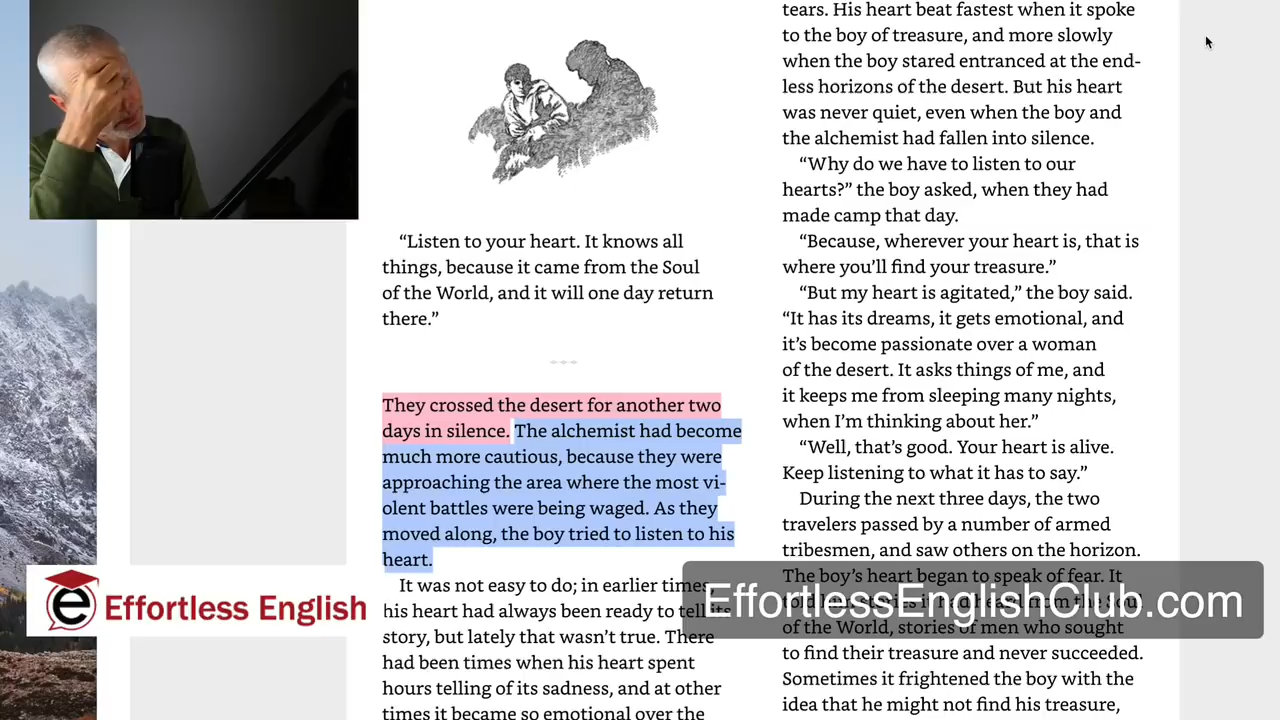 “Listen to your heart. It knows all
things, because it came from the Soul
of the World, and it will one day return
there.”
They crossed the desert for another two
days in silence. The alchemist had become
much more cautious, because they were
approaching the area where the most vi-
olent battles were being waged. As they
moved along, the boy tried to listen to his
heart.
It was not easy to do; in earlier times,
his heart had always been ready to tell its
story, but lately that wasn’t true. There
had been times when his heart spent
hours telling of its sadness, and at other
times it became so emotional over the
tears. His heart beat fastest when it spoke
to the boy of treasure, and more slowly
when the boy stared entranced at the end-
less horizons of the desert. But his heart
was never quiet, even when the boy and
the alchemist had fallen into silence.
“Why do we have to listen to our
hearts?” the boy asked, when they had
made camp that day.
“Because, wherever your heart is, that is
where you’ll find your treasure.”
“But my heart is agitated,” the boy said.
“It has its dreams, it gets emotional, and
it’s become passionate over a woman
of the desert. It asks things of me, and
it keeps me from sleeping many nights,
when I’m thinking about her.”
“Well, that’s good. Your heart is alive.
Keep listening to what it has to say.”
During the next three days, the two
travelers passed by a number of armed
tribesmen, and saw others on the horizon.
The boy’s heart began to speak of fear. It
told him stories it had heard from the Soul
of the World, stories of men who sought
to find their treasure and never succeeded.
Sometimes it frightened the boy with the
idea that he might not find his treasure,
e Effortless English
EffortlessEnglishClub.com